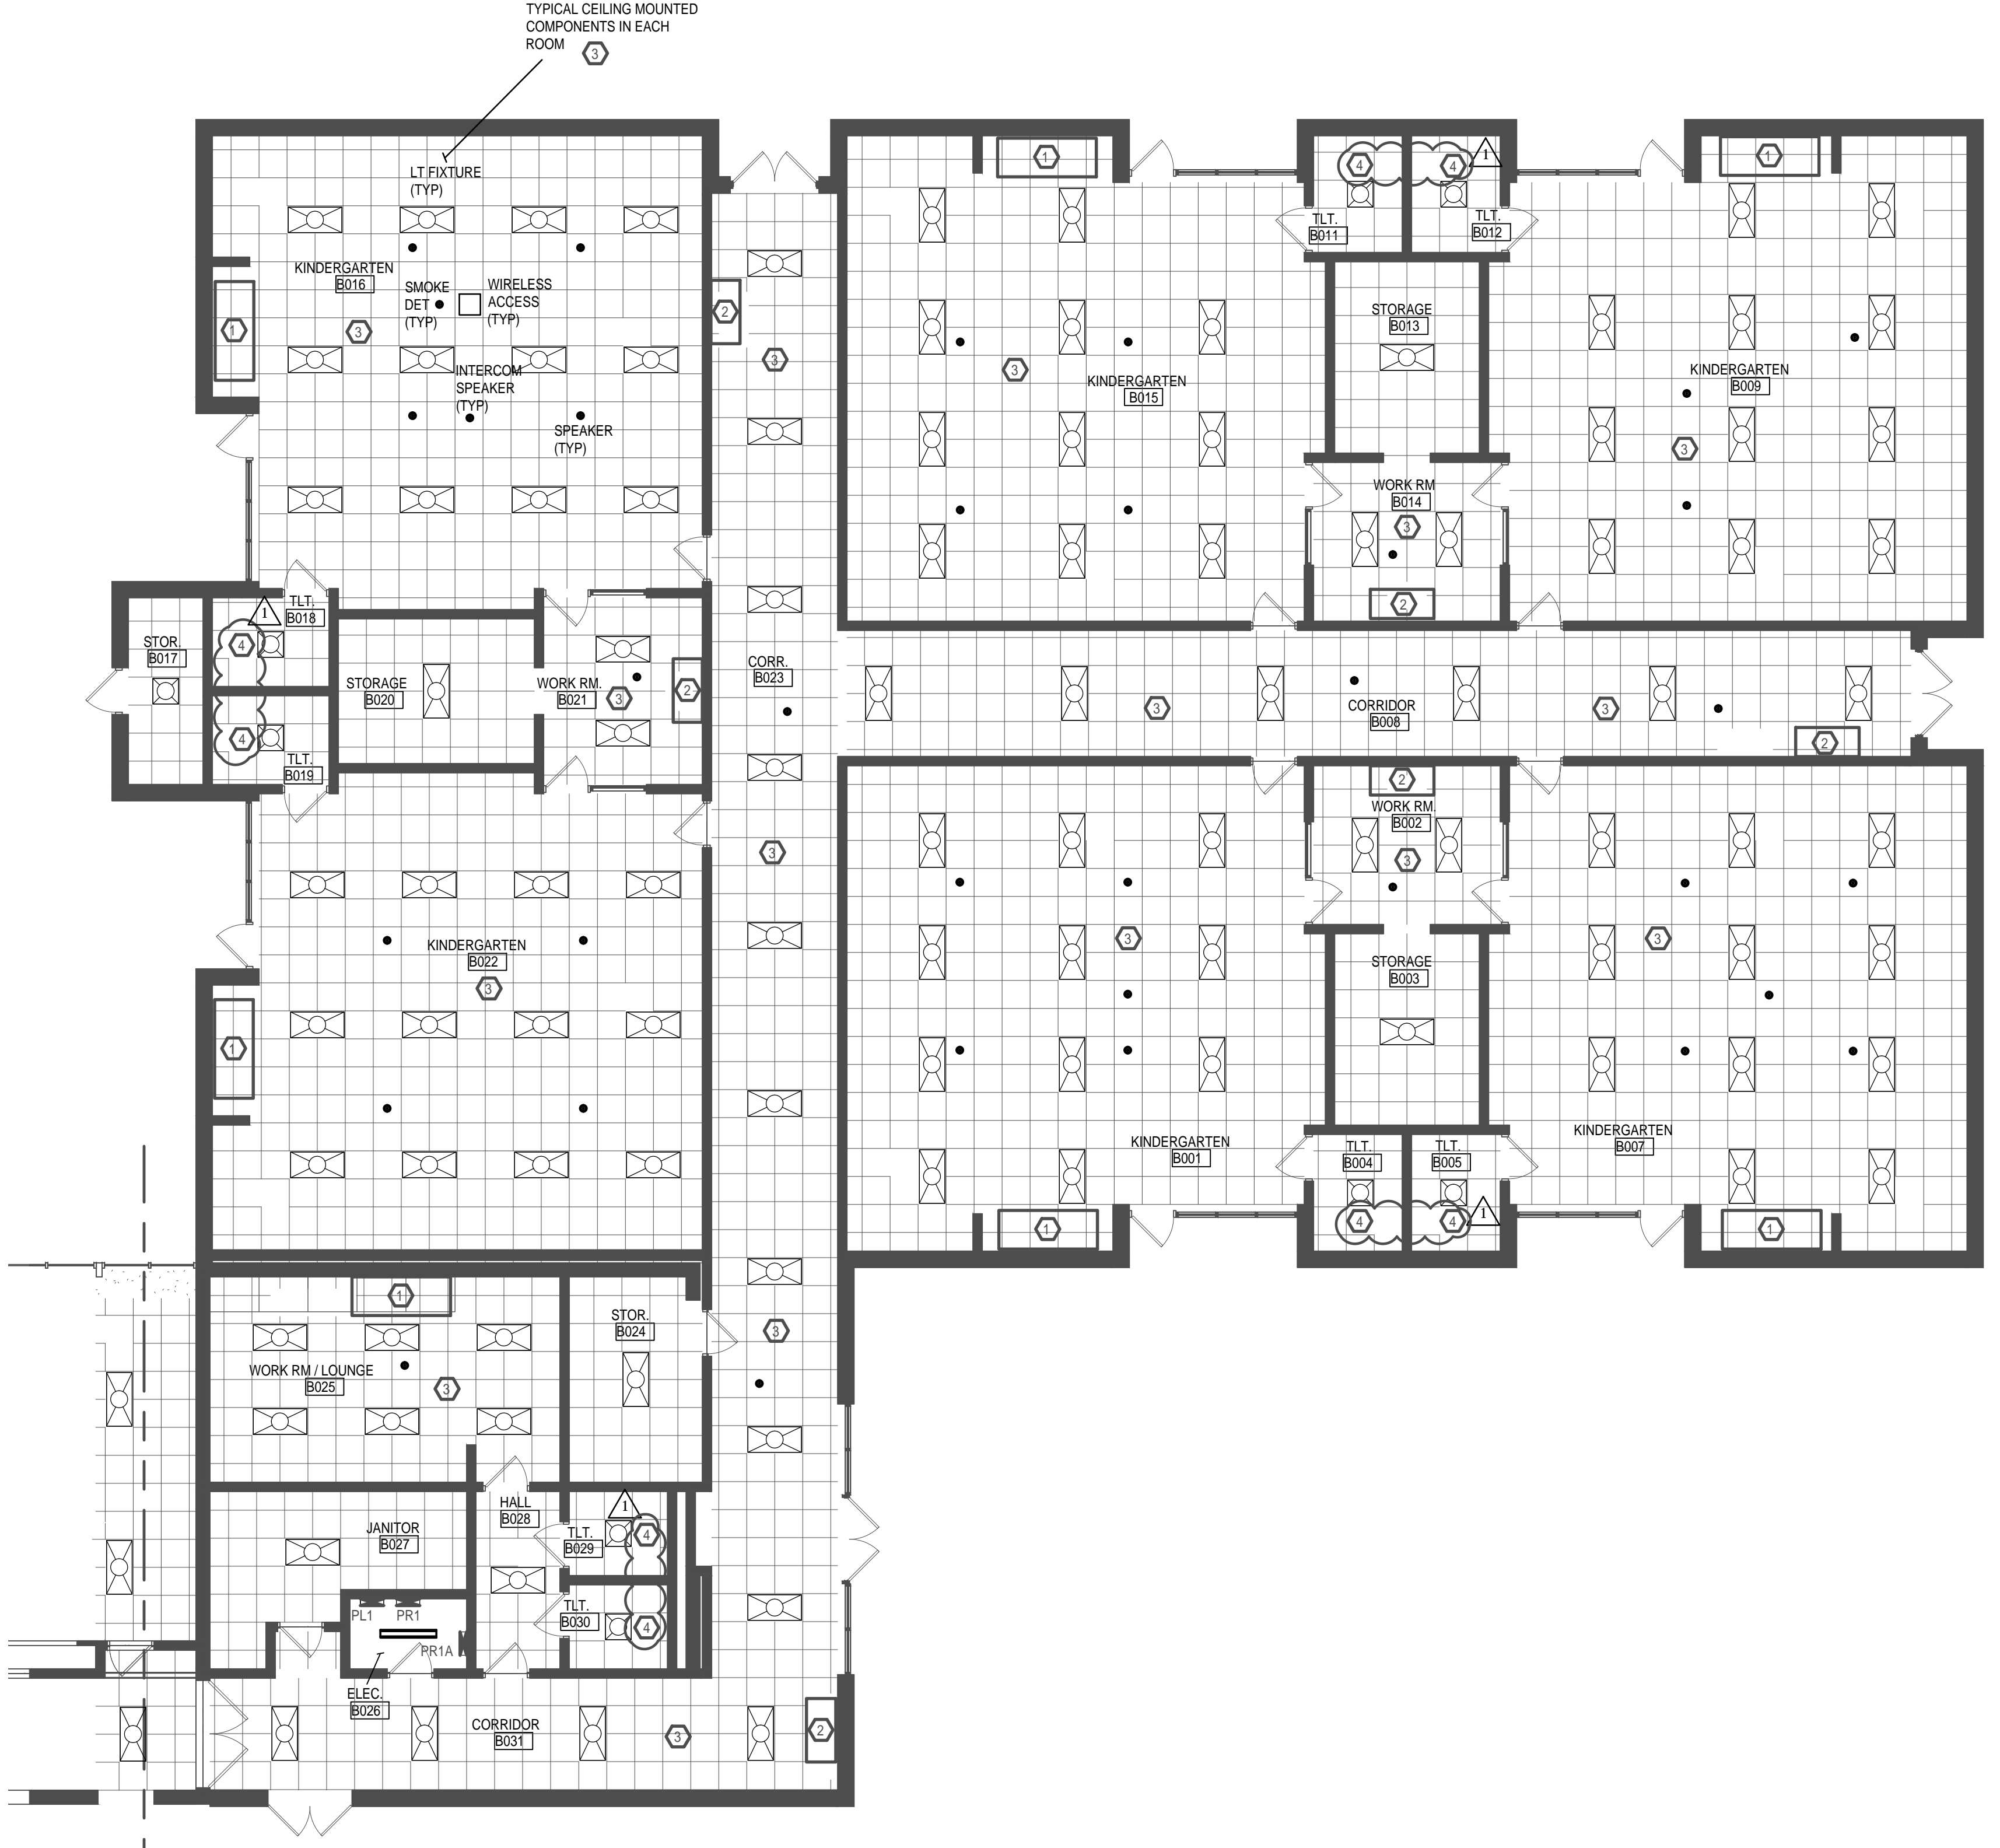 TYPICAL CEILING MOUNTED
COMPONENTS IN EACH
ROOM
3
LT FIXTURE
(TYP)
KINDERGARTEN
B016
SMOKE
DET
(TYP)
WIRELESS
ACCESS
(TYP)
1
3
INTERCOM
SPEAKER
(TYP)
SPEAKER
(TYP)
2
3
1
3
KINDERGARTEN
B015
4
TLT.
B011
4
1
TLT.
B012
1
STORAGE
B013
KINDERGARTEN
B009
3
WORK RM
B014
3
2
STOR.
B017
1
TLT.
B018
4
4
TLT.
B019
STORAGE
B020
WORK RM.
B021
3
2
CORR.
B023
3
CORRIDOR
B008
3
2
3
KINDERGARTEN
B022
3
1
2
WORK RM.
B002
3
3
3
STORAGE
B003
KINDERGARTEN
B001
1
TLT.
B004
4
TLT.
B005
4
1
KINDERGARTEN
B007
1
1
WORK RM / LOUNGE
B025
3
STOR.
B024
3
JANITOR
B027
HALL
B028
1
TLT.
B029
4
TLT.
B030
4
PL1
PR1
PR1A
ELEC.
B026
CORRIDOR
B031
3
2